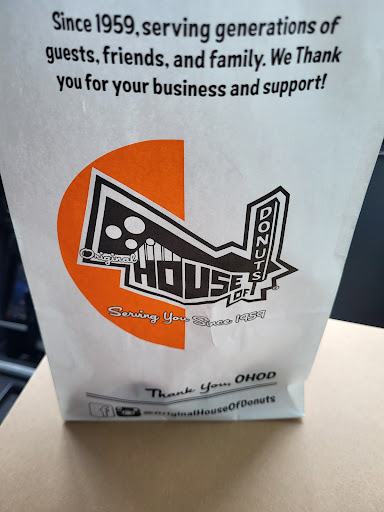 Since 1959, serving generations of
guests, friends, and family. We Thank
you for your business and support!
Original
HOUSE
OF
DONUTS
®
Serving You Since 1959
Thank You, OHOD
@OriginalHouseOfDonuts